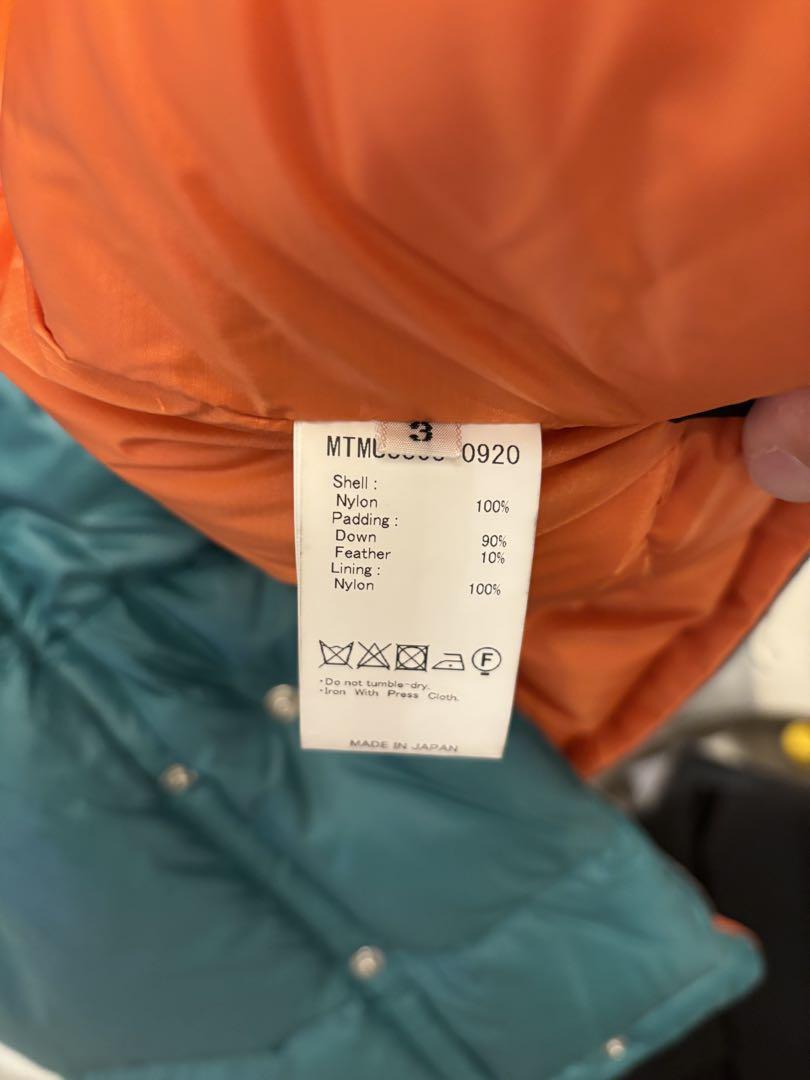 3
0920
Shell :
Nylon 100%
Padding :
Down 90%
Feather 10%
Lining :
Nylon 100%
F
・Do not tumble-dry.
・Iron With Press Cloth.
MADE IN JAPAN